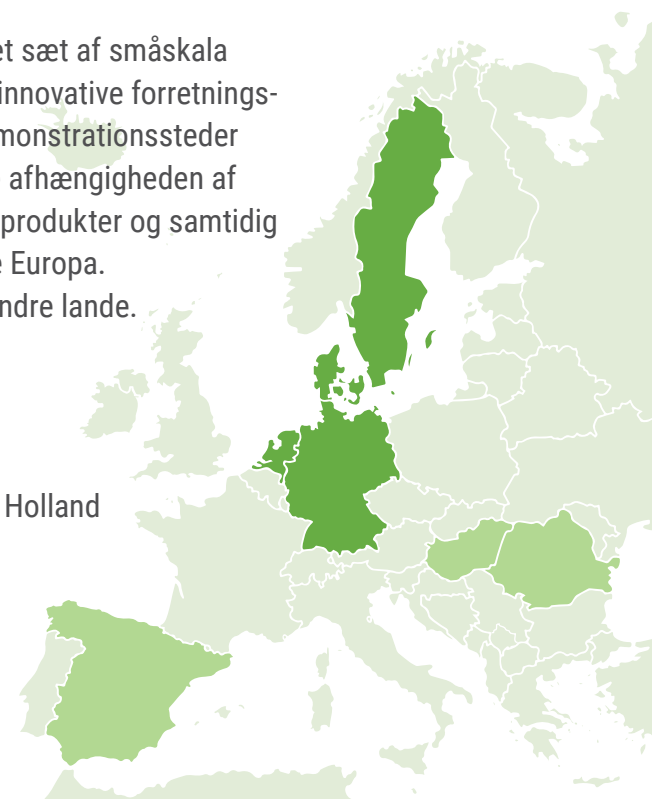 et sæt af småskala
innovative forretnings-
monstrationssteder
afhængigheden af
produkter og samtidig
e Europa.
ndre lande.
Holland